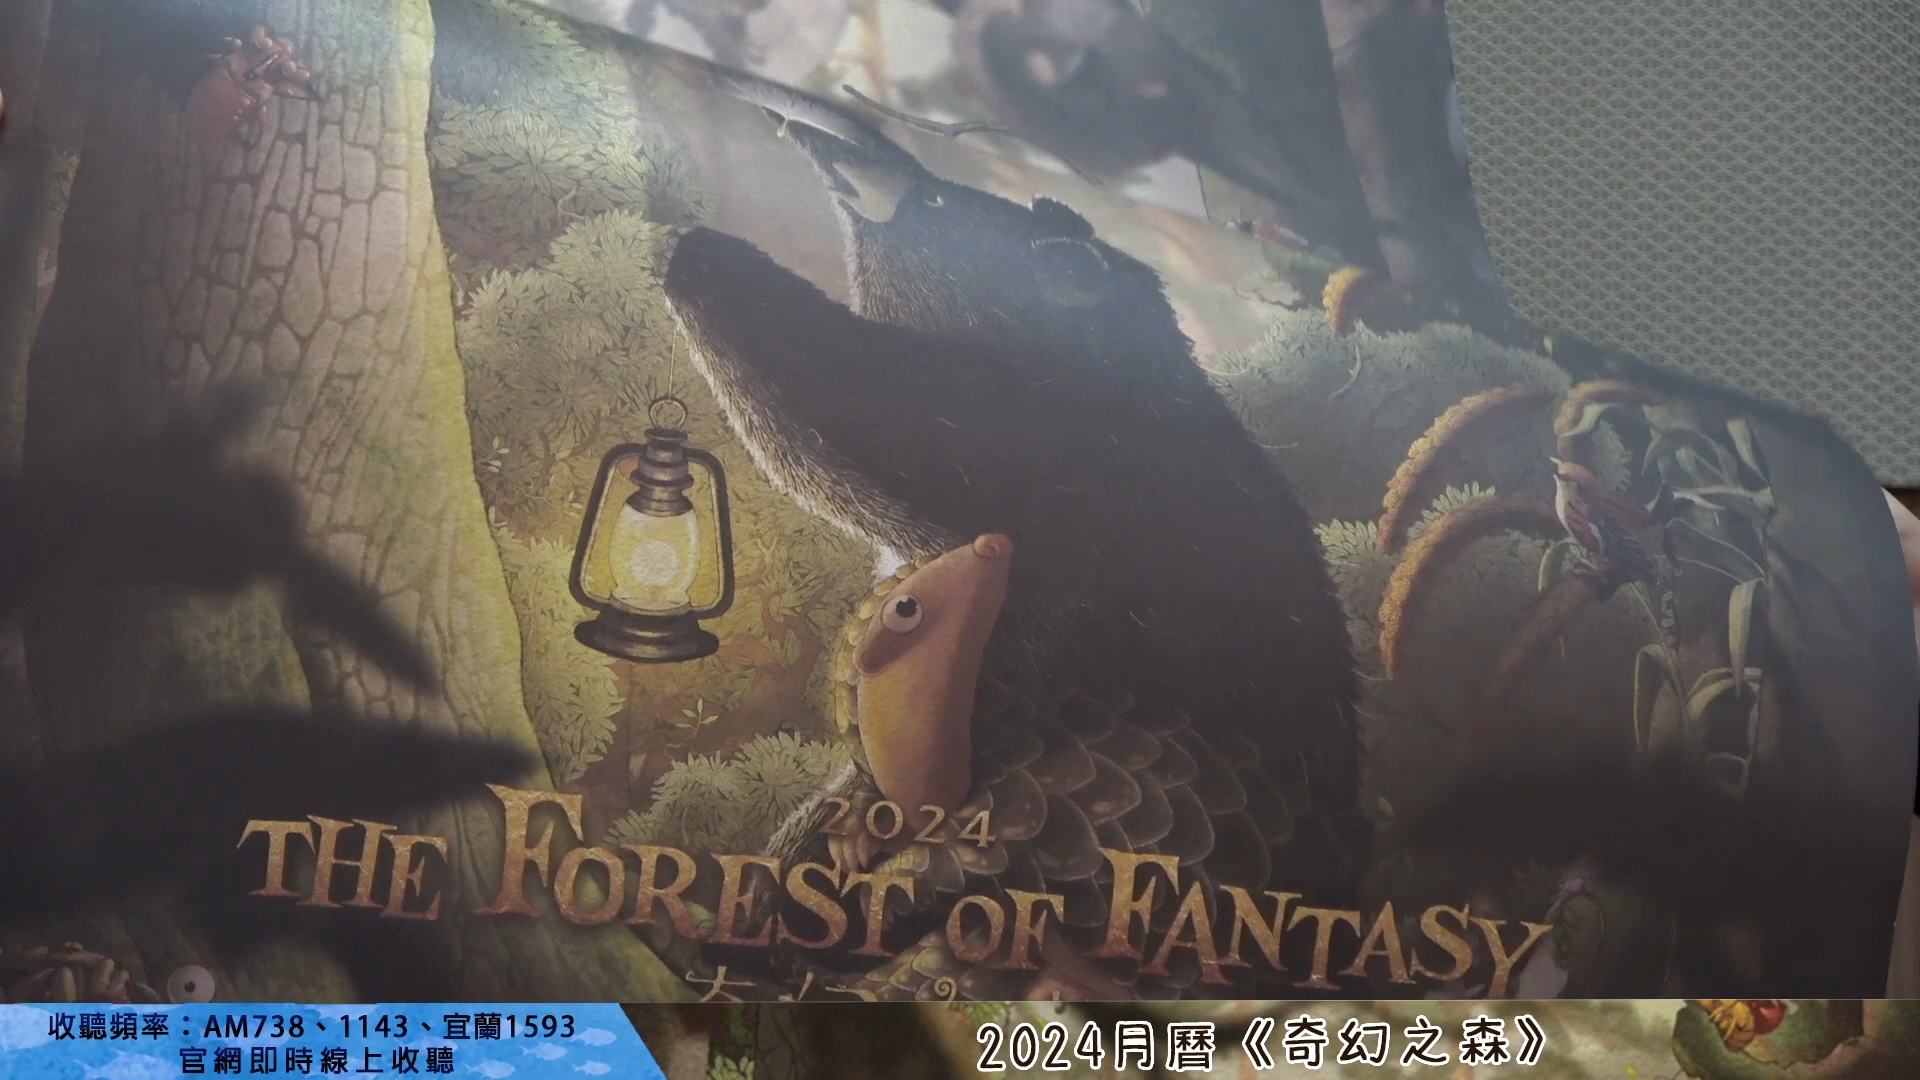 2024
THE FOREST OF FANTASY
收聽頻率：AM738、1143、宜蘭1593
官網即時線上收聽
2024月曆《奇幻之森》